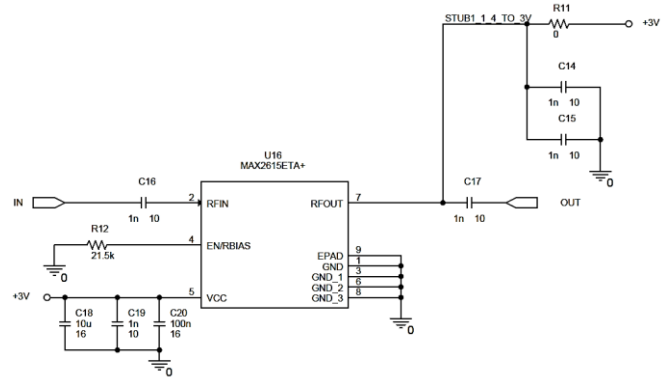 R11
STUB1_1_4_TO_3V
0
+3V
C14
1n 10
C15
1n 10
0
U16
MAX2615ETA+
C16
C17
IN
2
RFIN
RFOUT
7
OUT
1n 10
1n 10
R12
21.5k
4
EN/RBIAS
0
EPAD
9
GND
1
GND_1
3
GND_2
6
GND_3
8
+3V
5
VCC
0
C18
10u
16
C19
1n
10
C20
100n
16
0